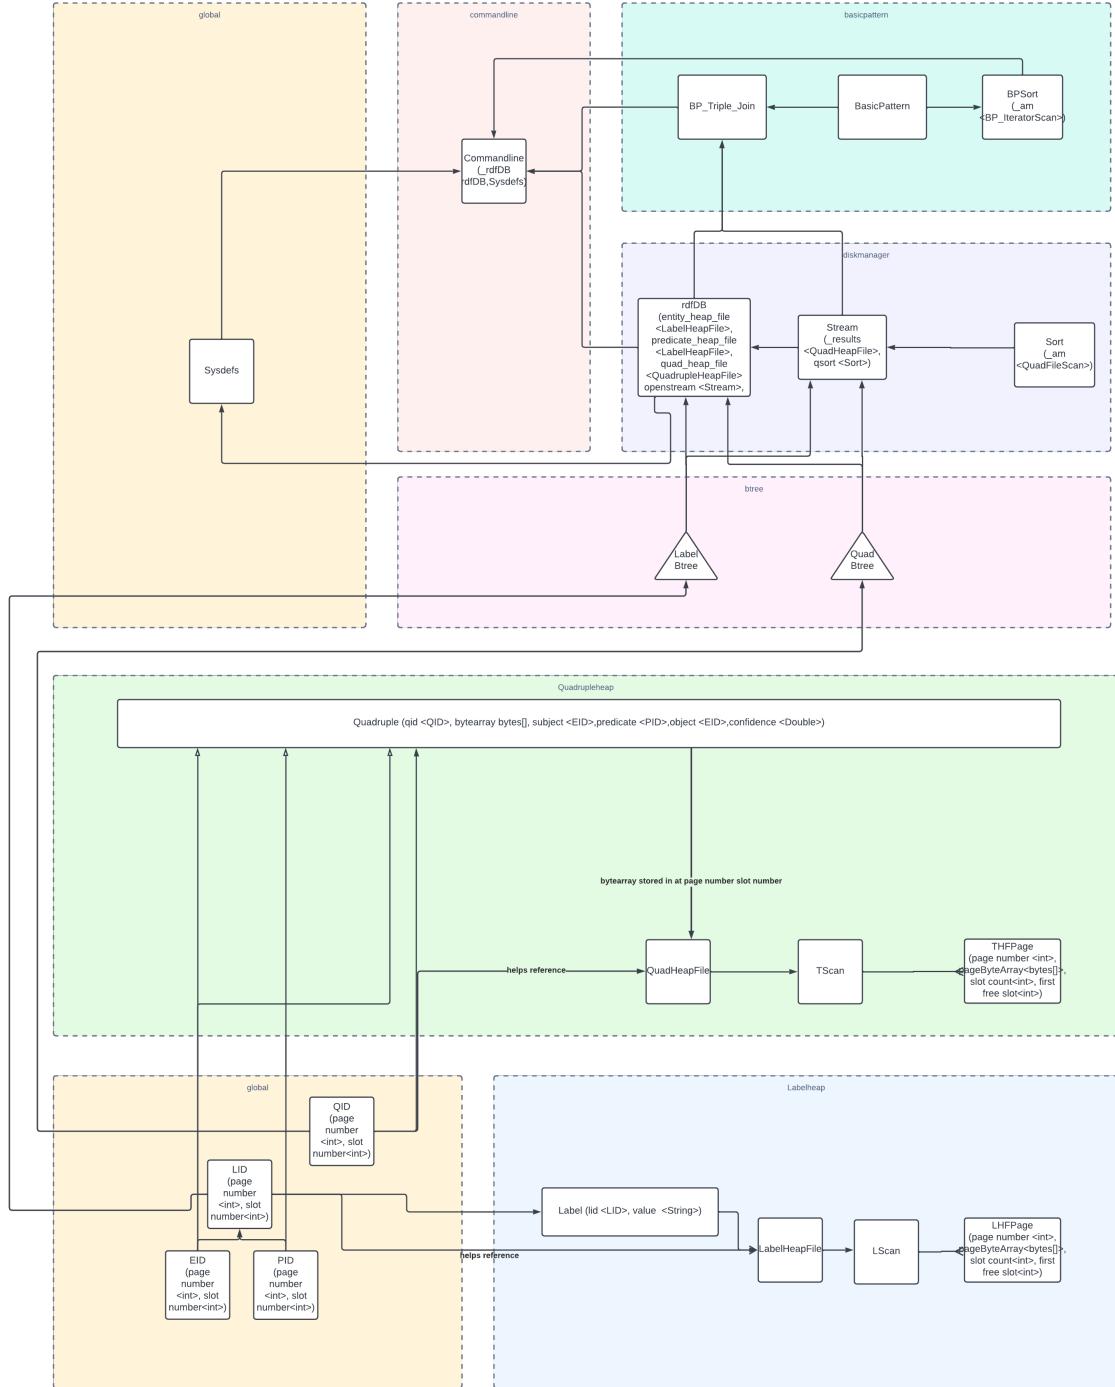 global
commandline
basicpattern
BP_Triple_Join
BasicPattern
BPSort
(_am
<BP_IteratorScan>)
Commandline
(_rdfDB
rdfDB,Sysdefs)
diskmanager
rdfDB
(entity_heap_file
<LabelHeapFile>,
predicate_heap_file
<LabelHeapFile>,
quad_heap_file
<QuadrupleHeapFile>
openstream <Stream>,
Stream
(_results
<QuadHeapFile>,
qsort <Sort>)
Sort
(_am
<QuadFileScan>)
Sysdefs
btree
Label
Btree
Quad
Btree
Quadrupleheap
Quadruple (qid <QID>, bytearray bytes[], subject <EID>,predicate <PID>,object <EID>,confidence <Double>)
bytearray stored in at page number slot number
helps reference
QuadHeapFile
TScan
THFPage
(page number <int>,
pageByteArray<bytes[]>,
slot count<int>, first
free slot<int>)
global
QID
(page
number
<int>, slot
number<int>)
LID
(page
number
<int>, slot
number<int>)
EID
(page
number
<int>, slot
number<int>)
PID
(page
number
<int>, slot
number<int>)
Labelheap
Label (lid <LID>, value  <String>)
helps reference
LabelHeapFile
LScan
LHFPage
(page number <int>,
pageByteArray<bytes[]>,
slot count<int>, first
free slot<int>)